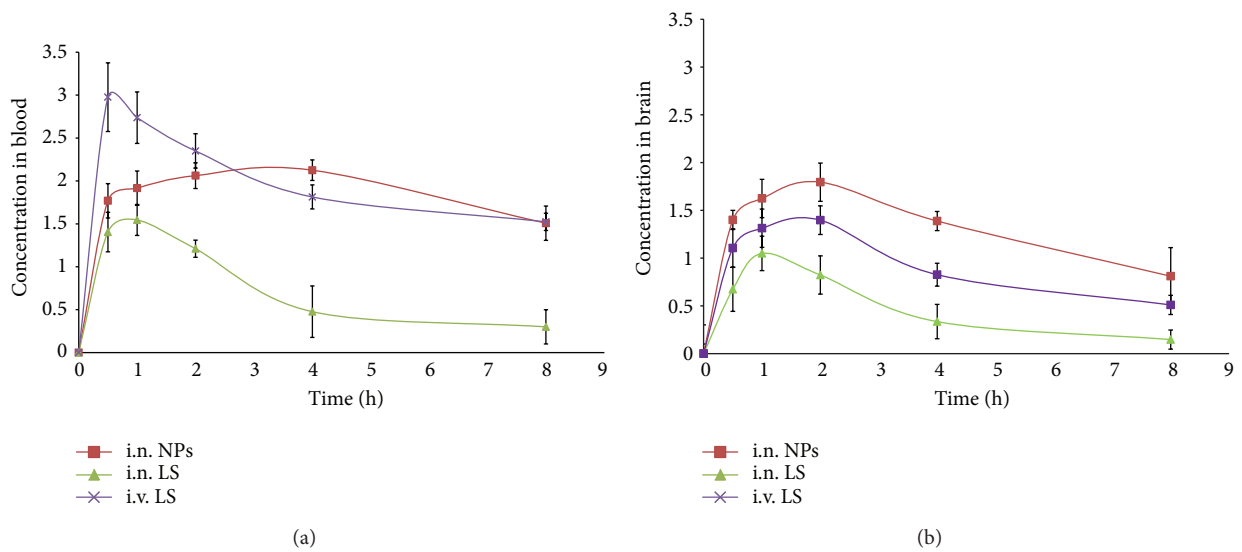 Concentration in blood
3.5
3
2.5
2
1.5
1
0.5
0
0 1 2 3 4 5 6 7 8 9
Time (h)
i.n. NPs
i.n. LS
i.v. LS
(a)
Concentration in brain
3.5
3
2.5
2
1.5
1
0.5
0
0 1 2 3 4 5 6 7 8 9
Time (h)
i.n. NPs
i.n. LS
i.v. LS
(b)